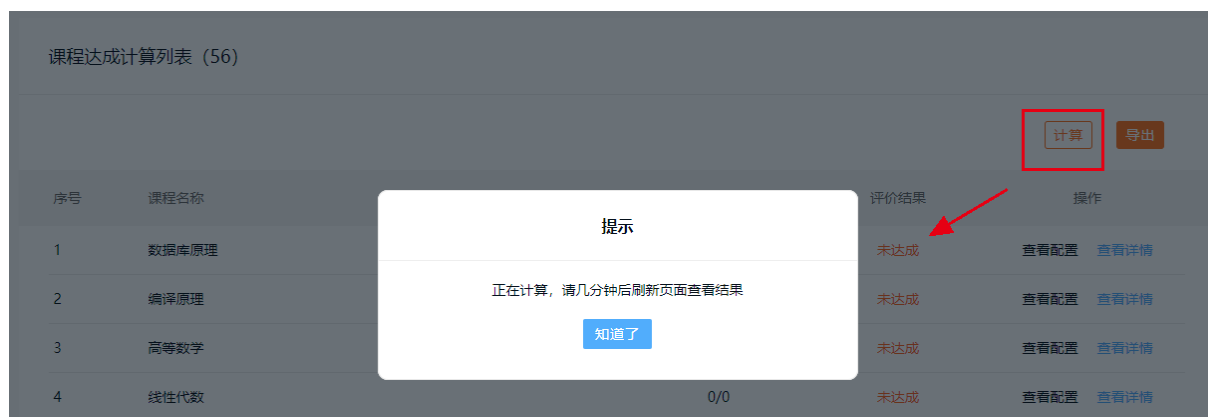 课程达成计算列表（56）
计算 导出
序号 课程名称 评价结果 操作
提示
1 数据库原理 未达成 查看配置 查看详情
正在计算，请几分钟后刷新页面查看结果
2 编译原理 未达成 查看配置 查看详情
知道了
3 高等数学 未达成 查看配置 查看详情
4 线性代数 0/0 未达成 查看配置 查看详情